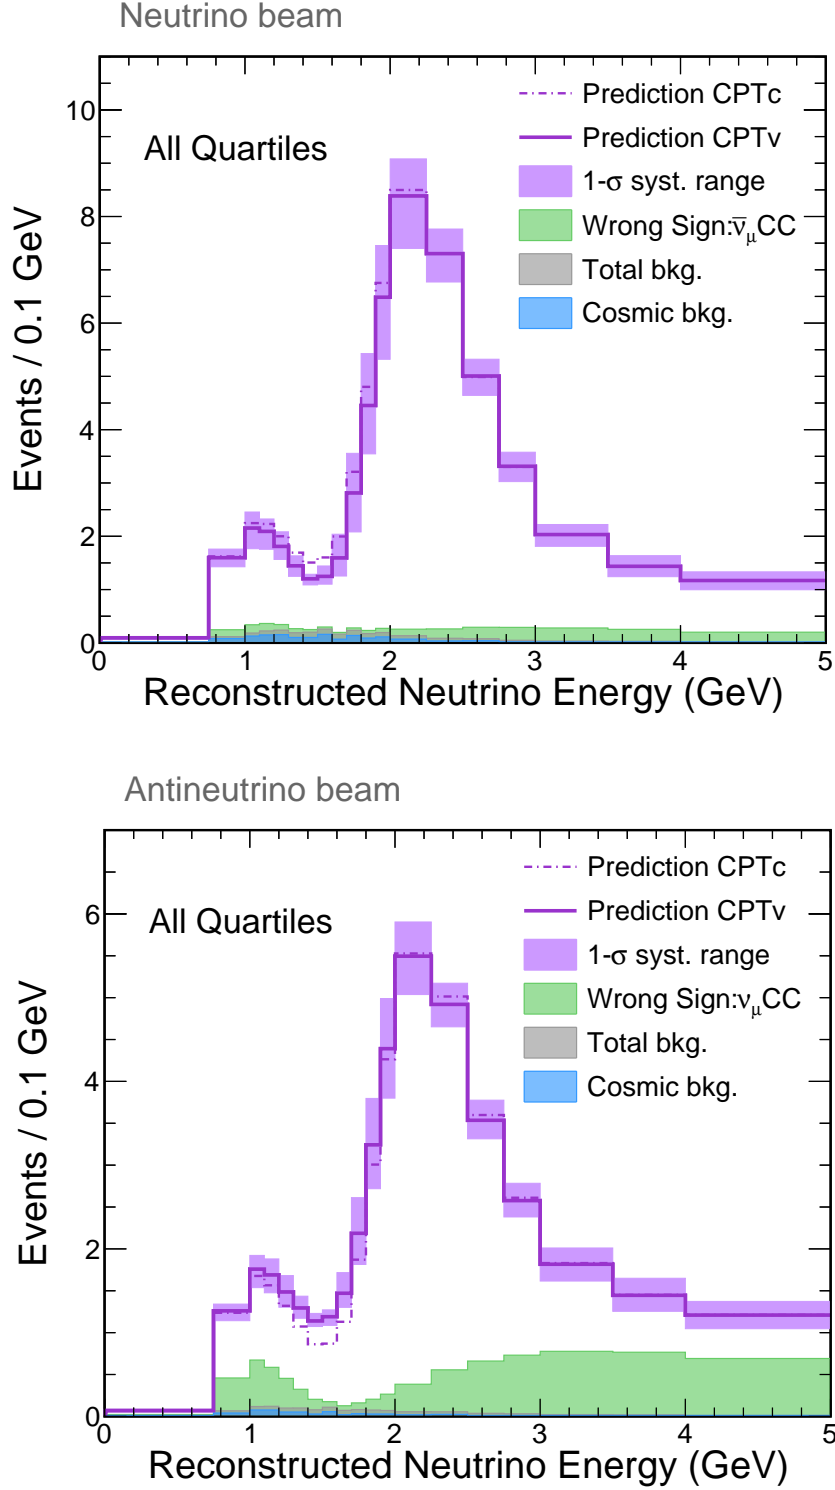 Neutrino beam
10
8
6
4
2
0
Events / 0.1 GeV
All Quartiles
Prediction CPTc
Prediction CPTv
1-σ syst. range
Wrong Sign:ν̅μCC
Total bkg.
Cosmic bkg.
0 1 2 3 4 5
Reconstructed Neutrino Energy (GeV)
Antineutrino beam
6
4
2
0
Events / 0.1 GeV
All Quartiles
Prediction CPTc
Prediction CPTv
1-σ syst. range
Wrong Sign:νμCC
Total bkg.
Cosmic bkg.
0 1 2 3 4 5
Reconstructed Neutrino Energy (GeV)